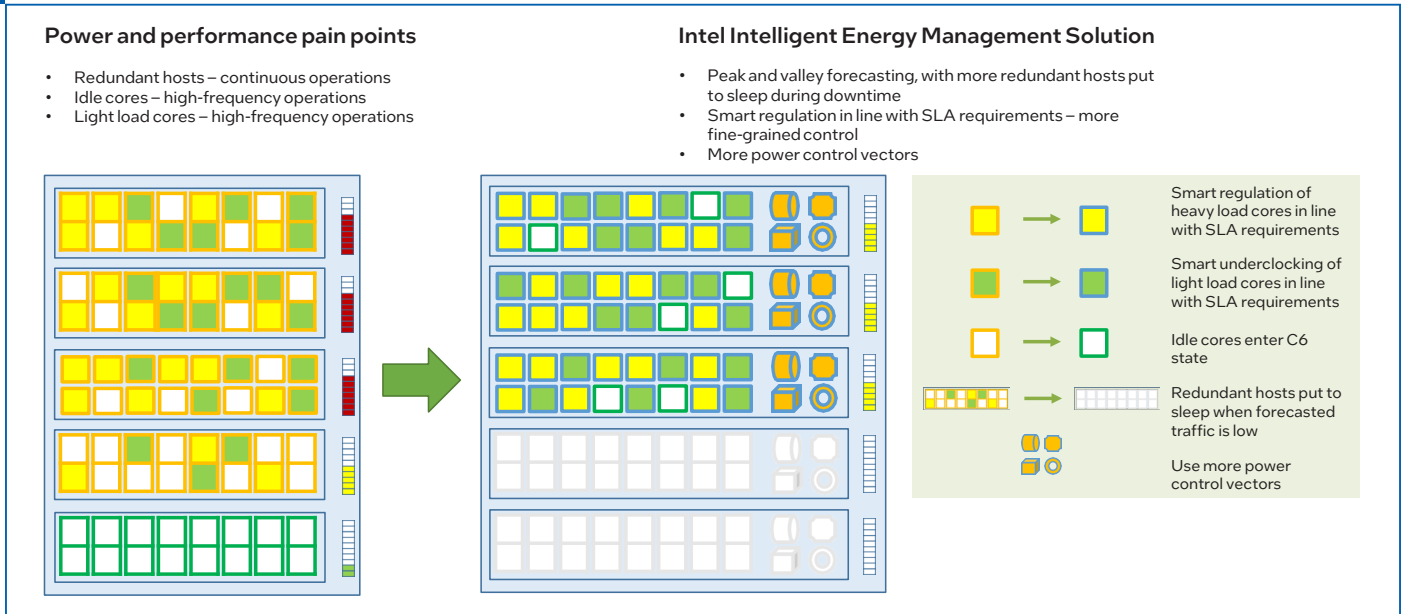 Power and performance pain points
• Redundant hosts – continuous operations
• Idle cores – high-frequency operations
• Light load cores – high-frequency operations
Intel Intelligent Energy Management Solution
• Peak and valley forecasting, with more redundant hosts put
to sleep during downtime
• Smart regulation in line with SLA requirements – more
fine-grained control
• More power control vectors
Smart regulation of
heavy load cores in line
with SLA requirements
Smart underclocking of
light load cores in line
with SLA requirements
Idle cores enter C6
state
Redundant hosts put to
sleep when forecasted
traffic is low
Use more power
control vectors